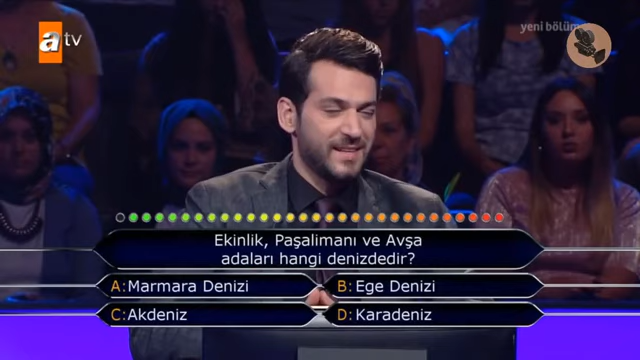 atv
yeni bölüm
Ekinlik, Paşalimanı ve Avşa
adaları hangi denizdedir?
A: Marmara Denizi
B: Ege Denizi
C: Akdeniz
D: Karadeniz